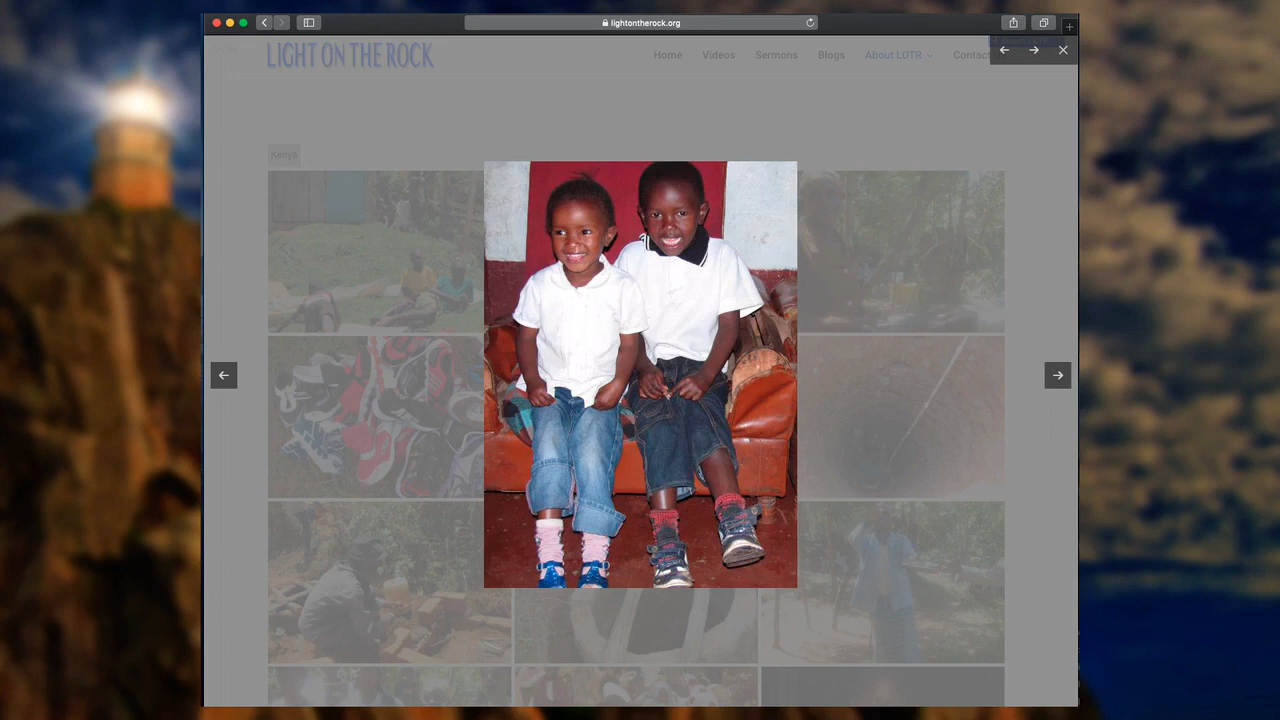 lightontherock.org
LIGHT ON THE ROCK
Home Videos Sermons Blogs About LOTR Contact
Kenya